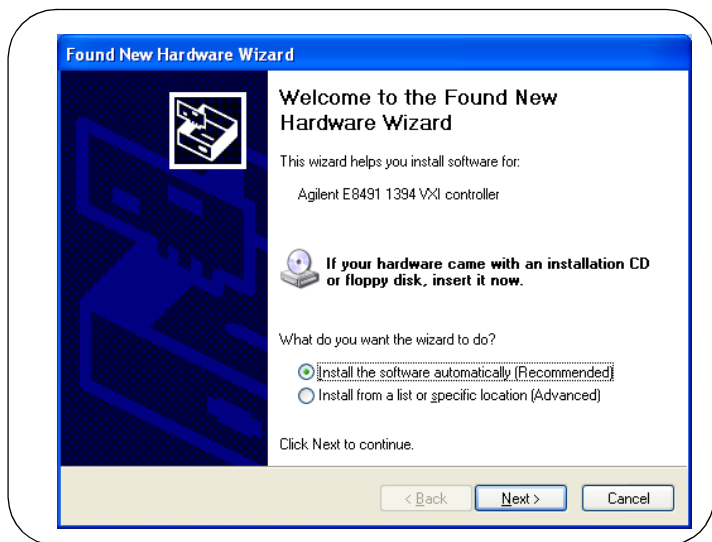 Found New Hardware Wizard
Welcome to the Found New
Hardware Wizard
This wizard helps you install software for:
Agilent E8491 1394 VXI controller
If your hardware came with an installation CD
or floppy disk, insert it now.
What do you want the wizard to do?
Install the software automatically (Recommended)
Install from a list or specific location (Advanced)
Click Next to continue.
< Back
Next >
Cancel